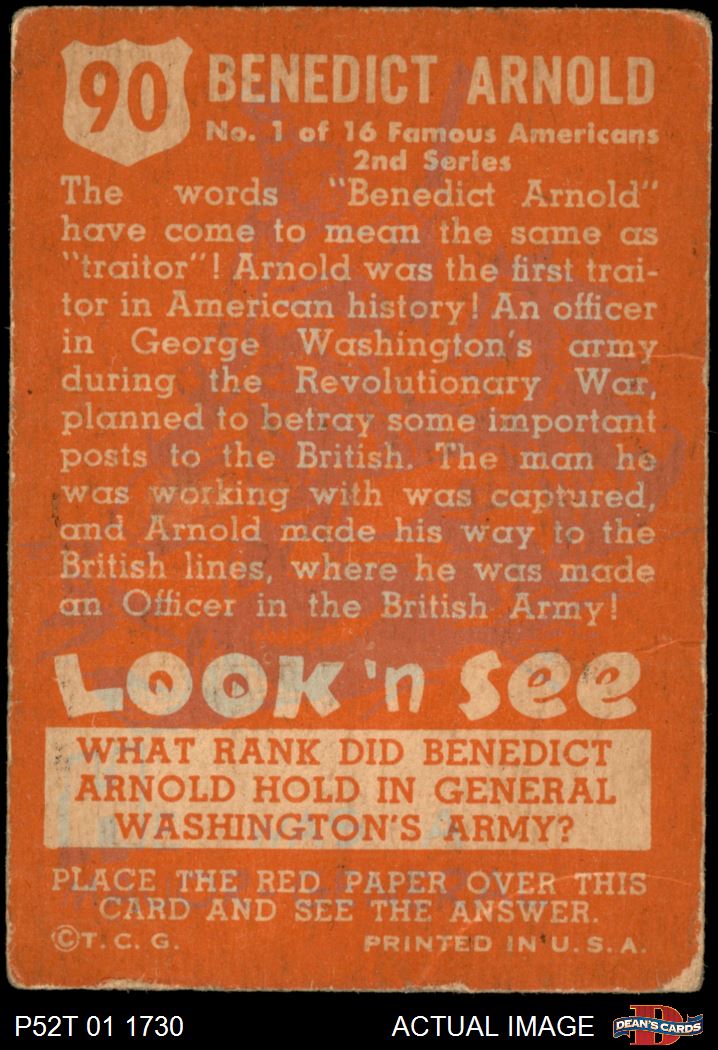 90 BENEDICT ARNOLD
No. 1 of 16 Famous Americans
2nd Series
The words "Benedict Arnold"
have come to mean the same as
"traitor"! Arnold was the first trai-
tor in American history! An officer
in George Washington's army
during the Revolutionary War,
planned to betray some important
posts to the British. The man he
was working with was captured,
and Arnold made his way to the
British lines, where he was made
an Officer in the British Army!
LOOK 'n SEE
WHAT RANK DID BENEDICT
ARNOLD HOLD IN GENERAL
WASHINGTON'S ARMY?
PLACE THE RED PAPER OVER THIS
CARD AND SEE THE ANSWER.
©T. C. G. PRINTED IN U. S. A.
P52T 01 1730 ACTUAL IMAGE D DEAN'S CARDS